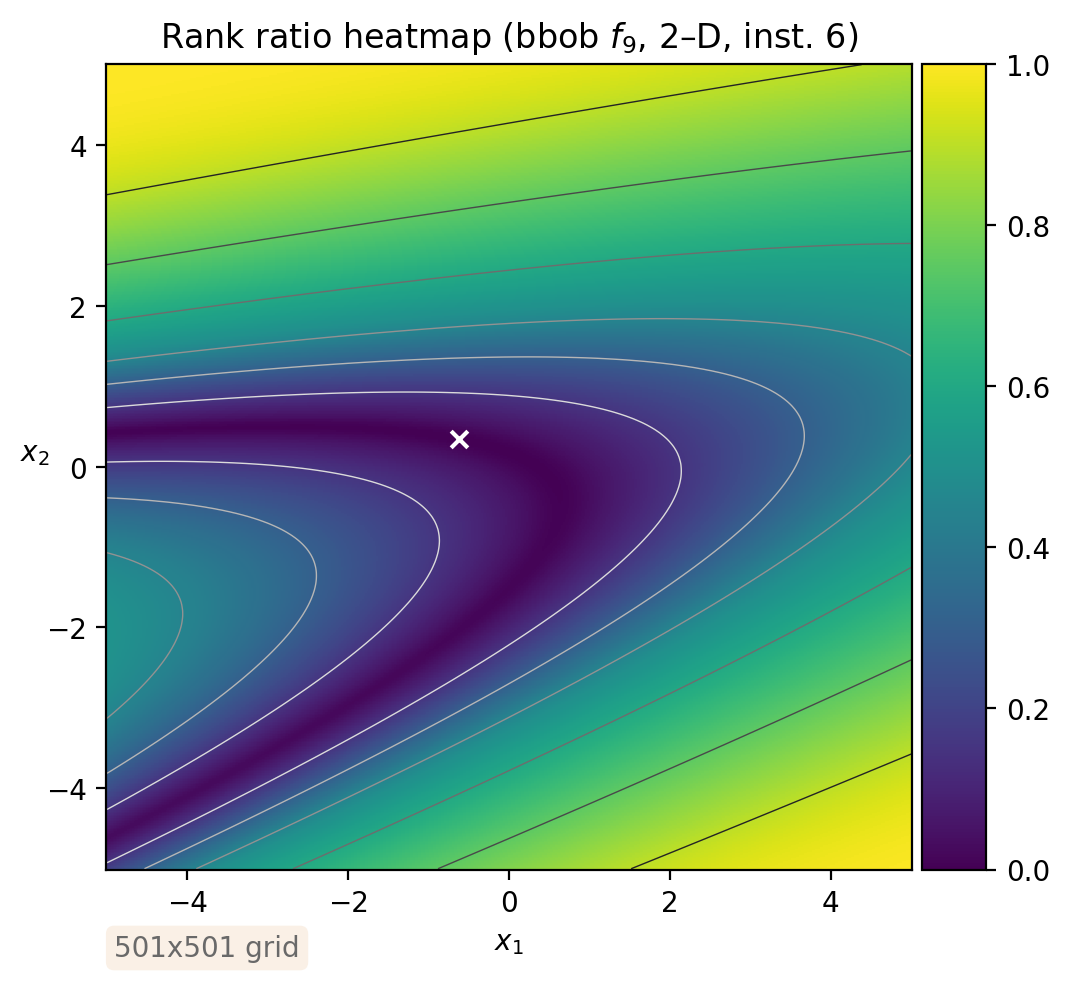 Rank ratio heatmap (bbob f₉, 2–D, inst. 6)
1.0
0.8
0.6
0.4
0.2
0.0
4
2
0
−2
−4
x₂
−4 −2 0 2 4
x₁
501x501 grid